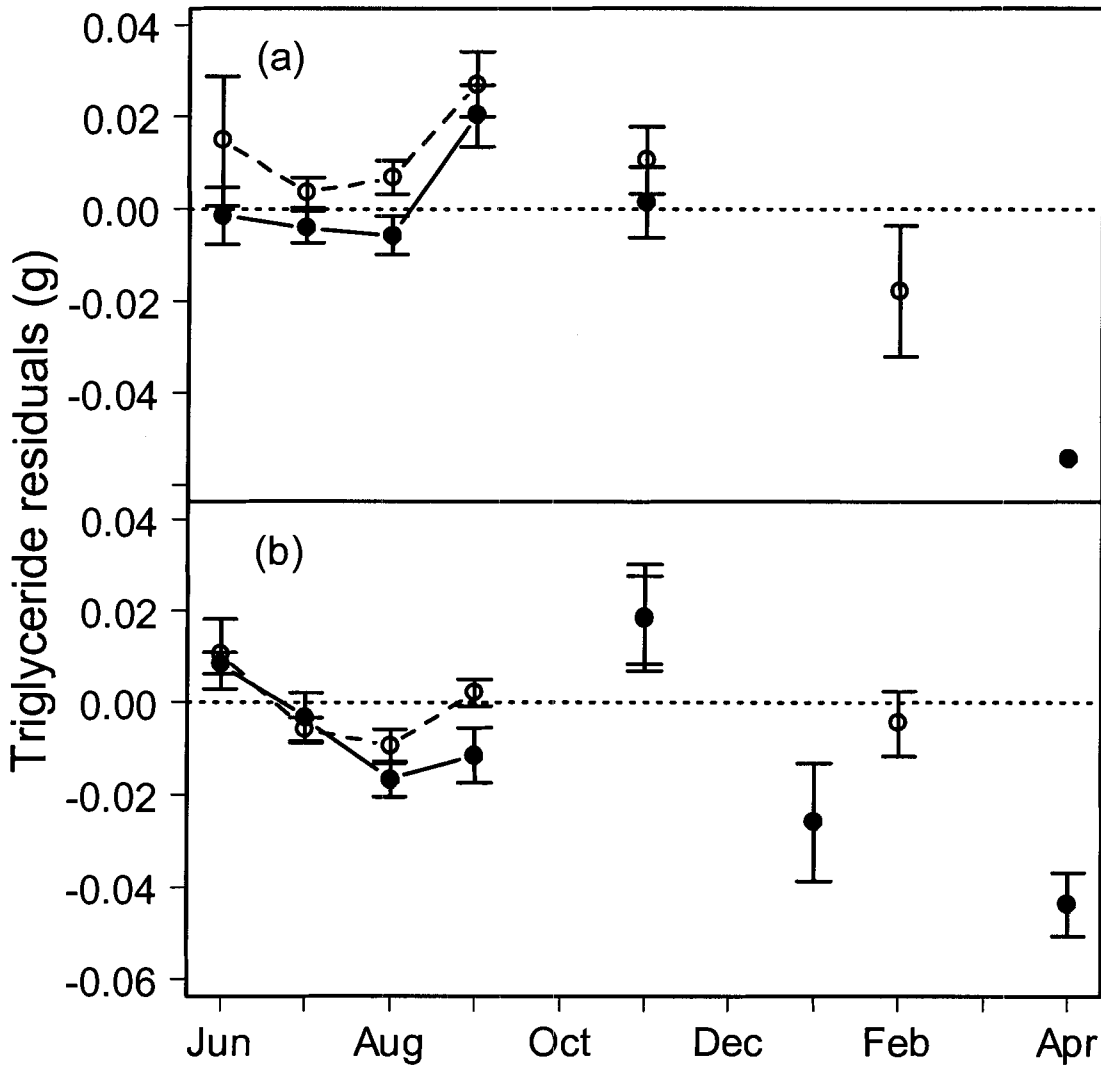 Triglyceride residuals (g)
(a)
0.04
0.02
0.00
-0.02
-0.04
(b)
0.04
0.02
0.00
-0.02
-0.04
-0.06
Jun Aug Oct Dec Feb Apr